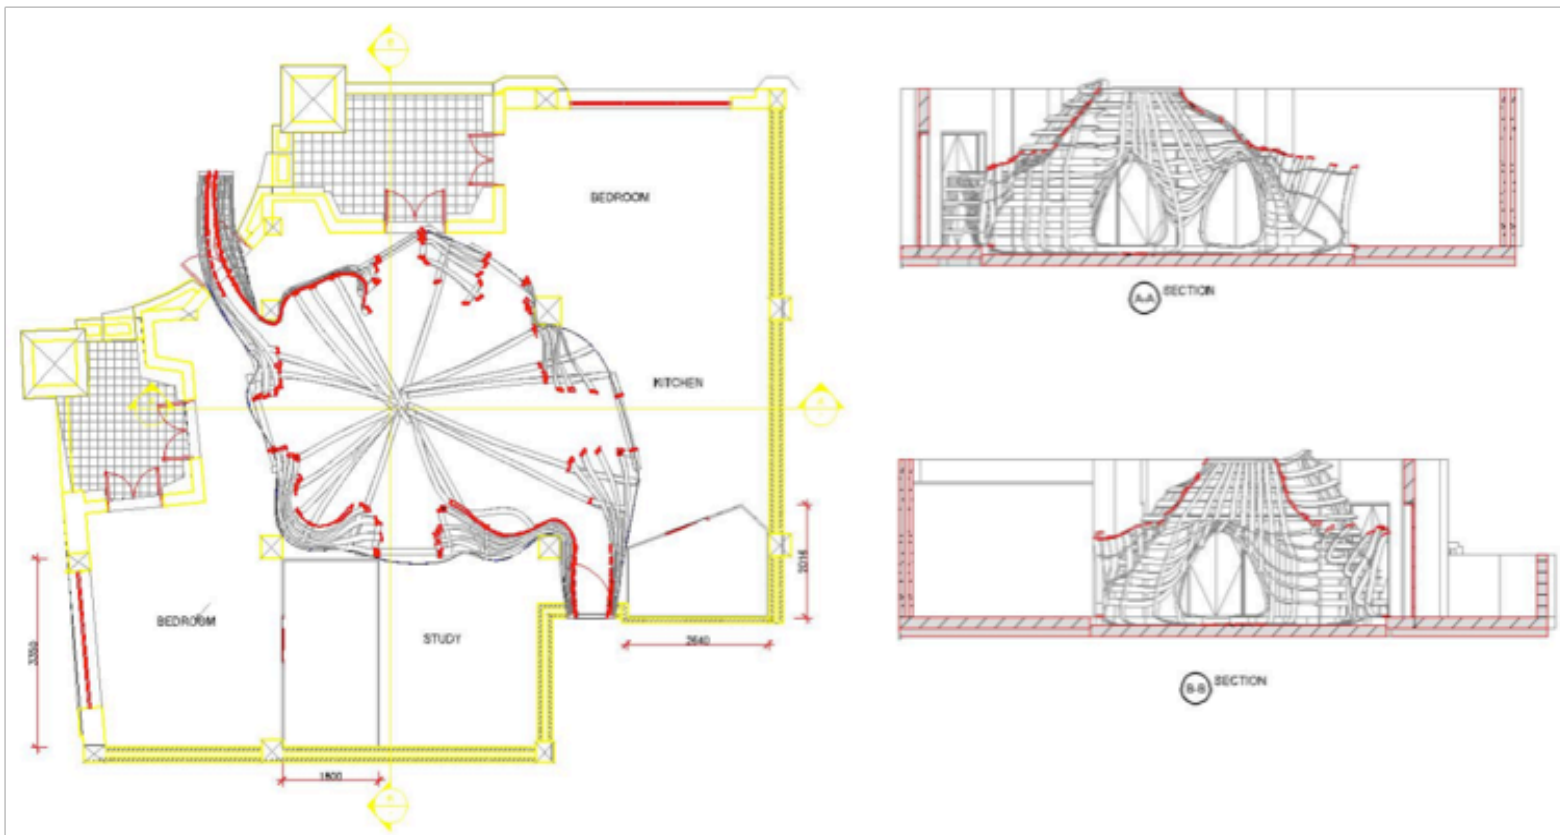 BEDROOM
KITCHEN
2016
BEDROOM
STUDY
3350
2640
1800
A-A SECTION
B-B SECTION